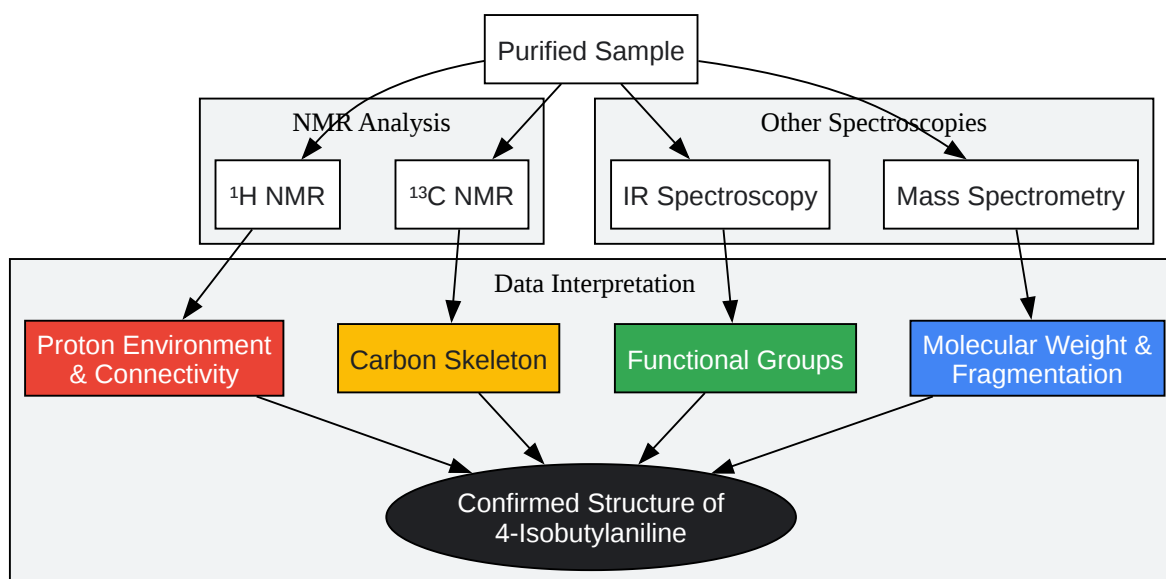 Purified Sample
NMR Analysis
Other Spectroscopies
¹H NMR
¹³C NMR
IR Spectroscopy
Mass Spectrometry
Data Interpretation
Proton Environment
& Connectivity
Carbon Skeleton
Functional Groups
Molecular Weight &
Fragmentation
Confirmed Structure of
4-Isobutylaniline